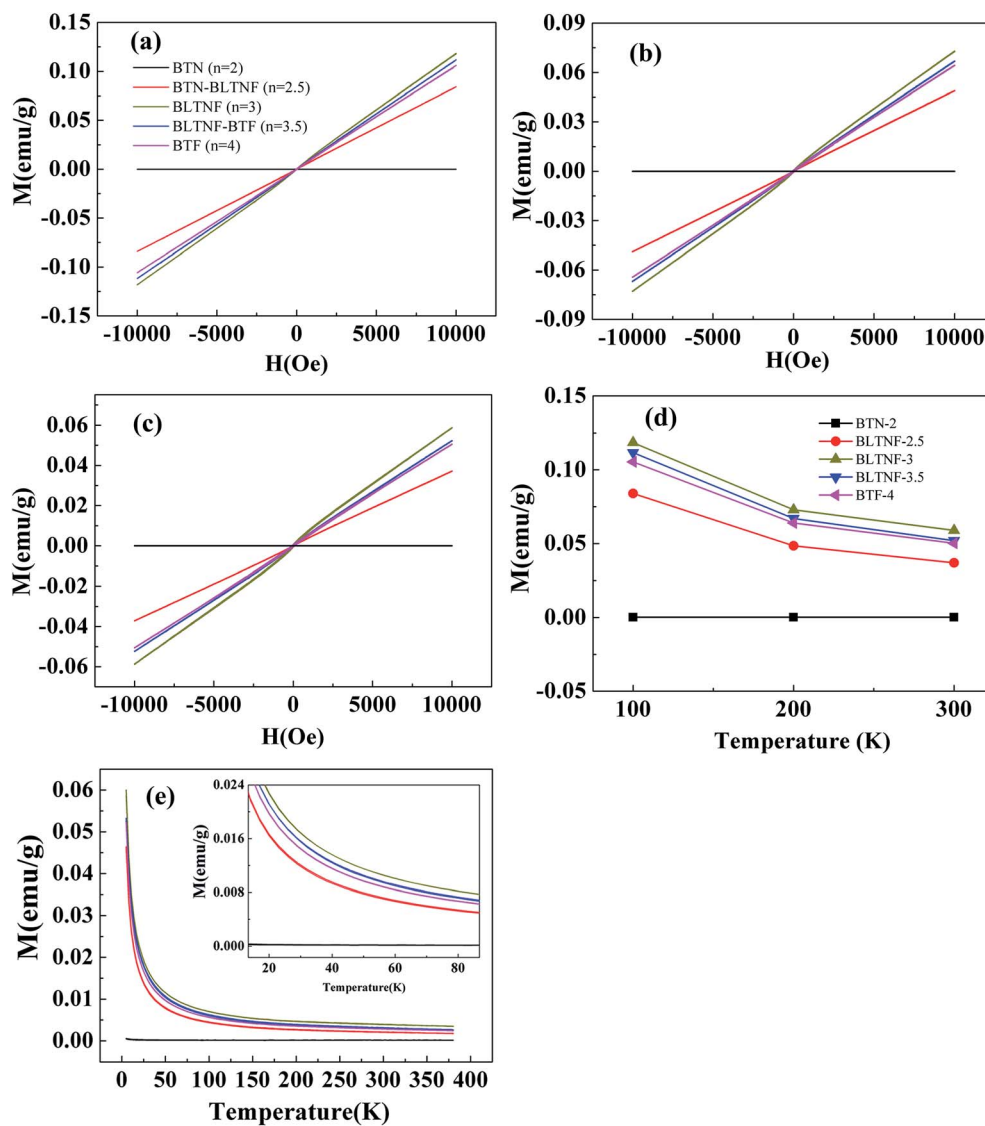 (a)
0.15
0.10
0.05
0.00
-0.05
-0.10
-0.15
M(emu/g)
BTN (n=2)
BTN-BLTNF (n=2.5)
BLTNF (n=3)
BLTNF-BTF (n=3.5)
BTF (n=4)
-10000 -5000 0 5000 10000
H(Oe)
(b)
0.09
0.06
0.03
0.00
-0.03
-0.06
-0.09
M(emu/g)
-10000 -5000 0 5000 10000
H(Oe)
(c)
0.06
0.04
0.02
0.00
-0.02
-0.04
-0.06
M(emu/g)
-10000 -5000 0 5000 10000
H(Oe)
(d)
0.15
0.10
0.05
0.00
-0.05
M(emu/g)
BTN-2
BLTNF-2.5
BLTNF-3
BLTNF-3.5
BTF-4
100 200 300
Temperature (K)
(e)
0.06
0.05
0.04
0.03
0.02
0.01
0.00
M(emu/g)
0.024
0.016
0.008
0.000
M(emu/g)
20 40 60 80
Temperature(K)
0 50 100 150 200 250 300 350 400
Temperature(K)